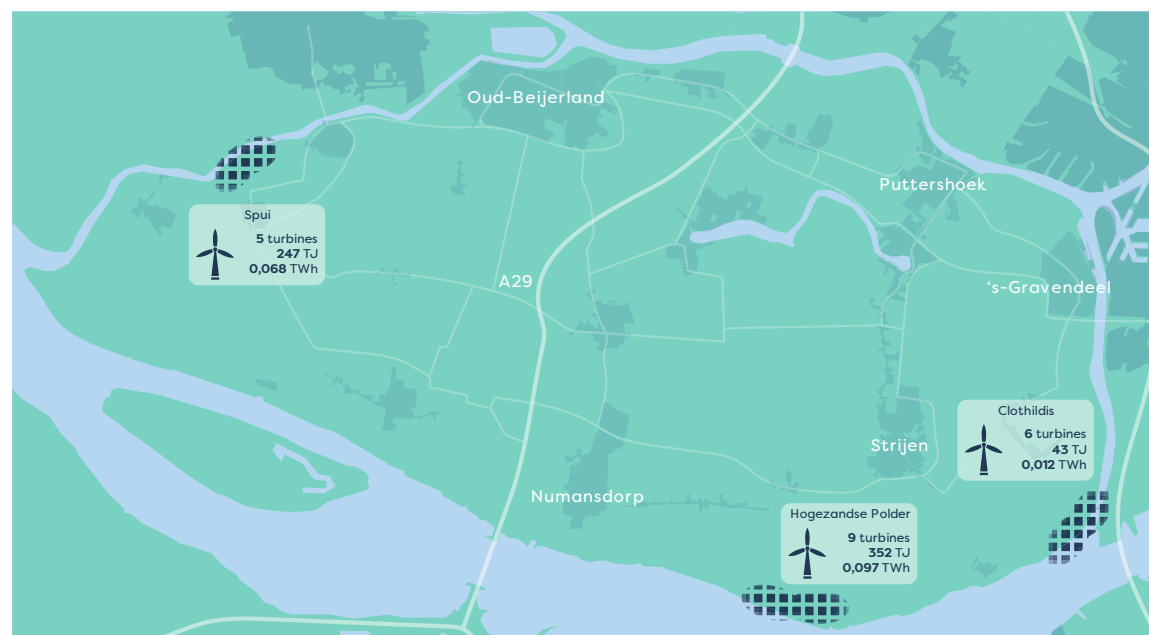 Oud-Beijerland
Puttershoek
Spui
5 turbines
247 TJ
0,068 TWh
A29
‘s-Gravendeel
Clothildis
6 turbines
43 TJ
0,012 TWh
Strijen
Numansdorp
Hogezandse Polder
9 turbines
352 TJ
0,097 TWh